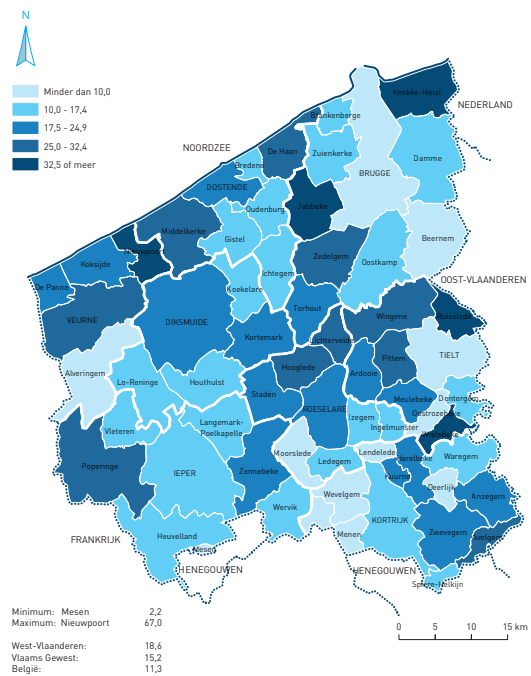 N
Minder dan 10,0
10,0 - 17,4
17,5 - 24,9
25,0 - 32,4
32,5 of meer
NOORDZEE
NEDERLAND
OOST-VLAANDEREN
FRANKRIJK
HENEGOUWEN
HENEGOUWEN
Knokke-Heist
Blankenberge
De Haan
Zuienkerke
Damme
Bredene
BRUGGE
OOSTENDE
Oudenburg
Jabbeke
Middelkerke
Gistel
Beernem
Nieuwpoort
Zedelgem
Oostkamp
Koksijde
Ichtegem
De Panne
Koekelare
VEURNE
DIKSMUIDE
Torhout
Wingene
Ruiselede
Kortemark
Lichtervelde
TIELT
Pittem
Alveringem
Hooglede
Ardooie
Lo-Reninge
Houthulst
Staden
Meulebeke
Dentergem
ROESELARE
Oostrozebeke
Izegem
Langemark-
Poelkapelle
Ingelmunster
Wielsbeke
Vleteren
Moorslede
Lendelede
Waregem
Ledegem
Harelbeke
Poperinge
IEPER
Zonnebeke
Kuurne
Deerlijk
Wevelgem
Anzegem
Wervik
KORTRIJK
Menen
Zwevegem
Avelgem
Heuvelland
Mesen
Spiere-Helkijn
Minimum: Mesen 2,2
Maximum: Nieuwpoort 67,0
West-Vlaanderen: 18,6
Vlaams Gewest: 15,2
België: 11,3
0 5 10 15 km